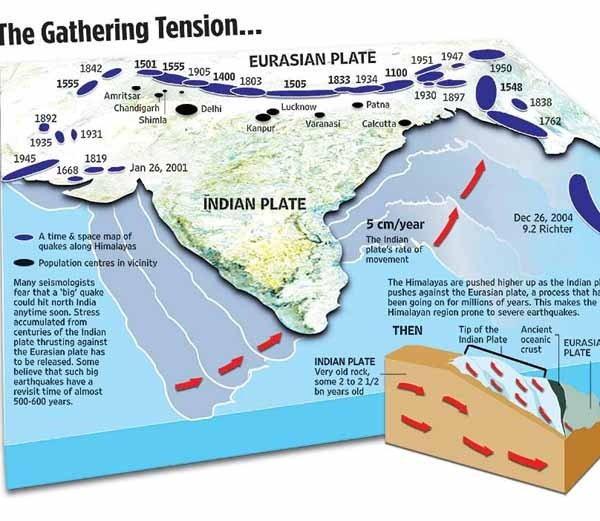 The Gathering Tension...
EURASIAN PLATE
1842
1555
1501
1555
1905
1400
1803
1505
1833
1934
1100
1951
1947
1950
1930
1897
1548
1838
1762
Amritsar
Chandigarh
Shimla
Delhi
Lucknow
Kanpur
Varanasi
Patna
Calcutta
1892
1935
1931
1945
1668
1819
Jan 26, 2001
INDIAN PLATE
5 cm/year
The Indian
plate's rate of
movement
Dec 26, 2004
9.2 Richter
A time & space map of
quakes along Himalayas
Population centres in vicinity
Many seismologists
fear that a 'big' quake
could hit north India
anytime soon. Stress
accumulated from
centuries of the Indian
plate thrusting against
the Eurasian plate has
to be released. Some
believe that such big
earthquakes have a
revisit time of almost
500-600 years.
The Himalayas are pushed higher up as the Indian pl
pushes against the Eurasian plate, a process that ha
been going on for millions of years. This makes the
Himalayan region prone to severe earthquakes.
THEN
Tip of the
Indian Plate
Ancient
oceanic
crust
EURASIA
PLATE
INDIAN PLATE
Very old rock,
some 2 to 2 1/2
bn years old